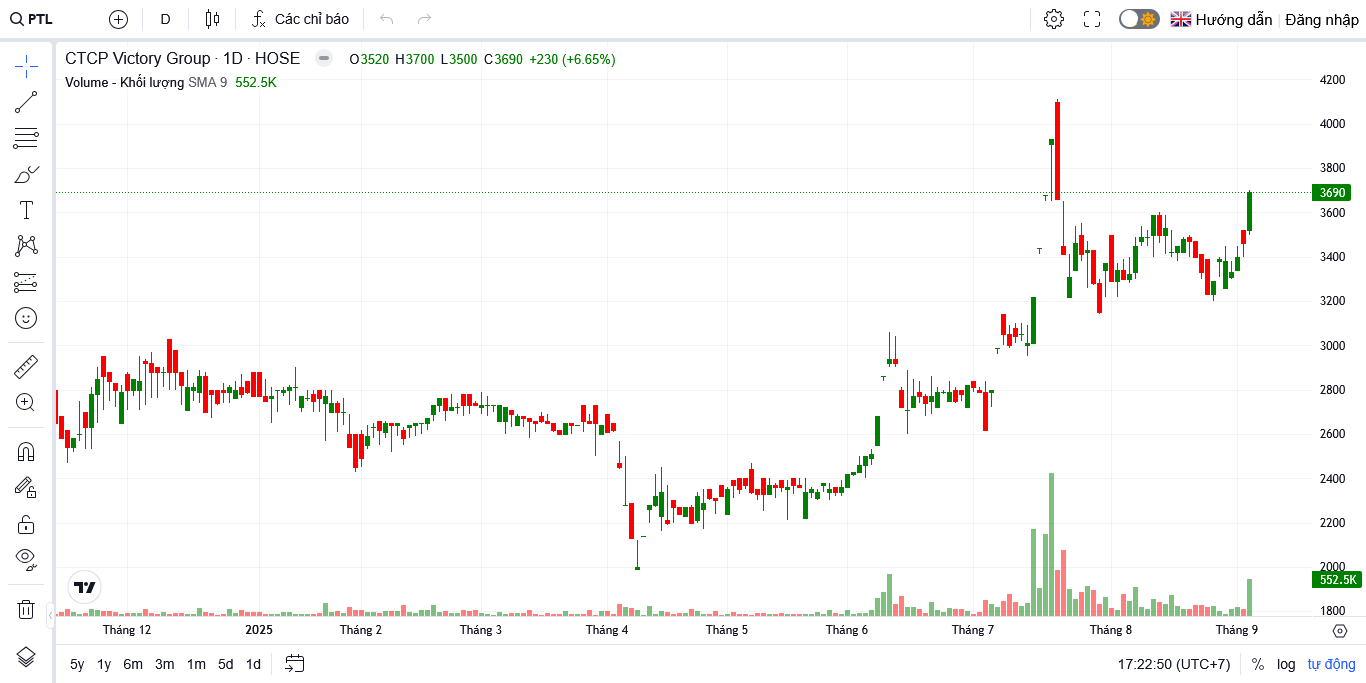 PTL D Các chỉ báo Hướng dẫn Đăng nhập
CTCP Victory Group · 1D · HOSE O3520 H3700 L3500 C3690 +230 (+6.65%)
Volume - Khối lượng SMA 9 552.5K
4200
4000
3800
3690
3600
3400
3200
3000
2800
2600
2400
2200
2000
552.5K
1800
Tháng 12 2025 Tháng 2 Tháng 3 Tháng 4 Tháng 5 Tháng 6 Tháng 7 Tháng 8 Tháng 9
5y 1y 6m 3m 1m 5d 1d 17:22:50 (UTC+7) % log tự động